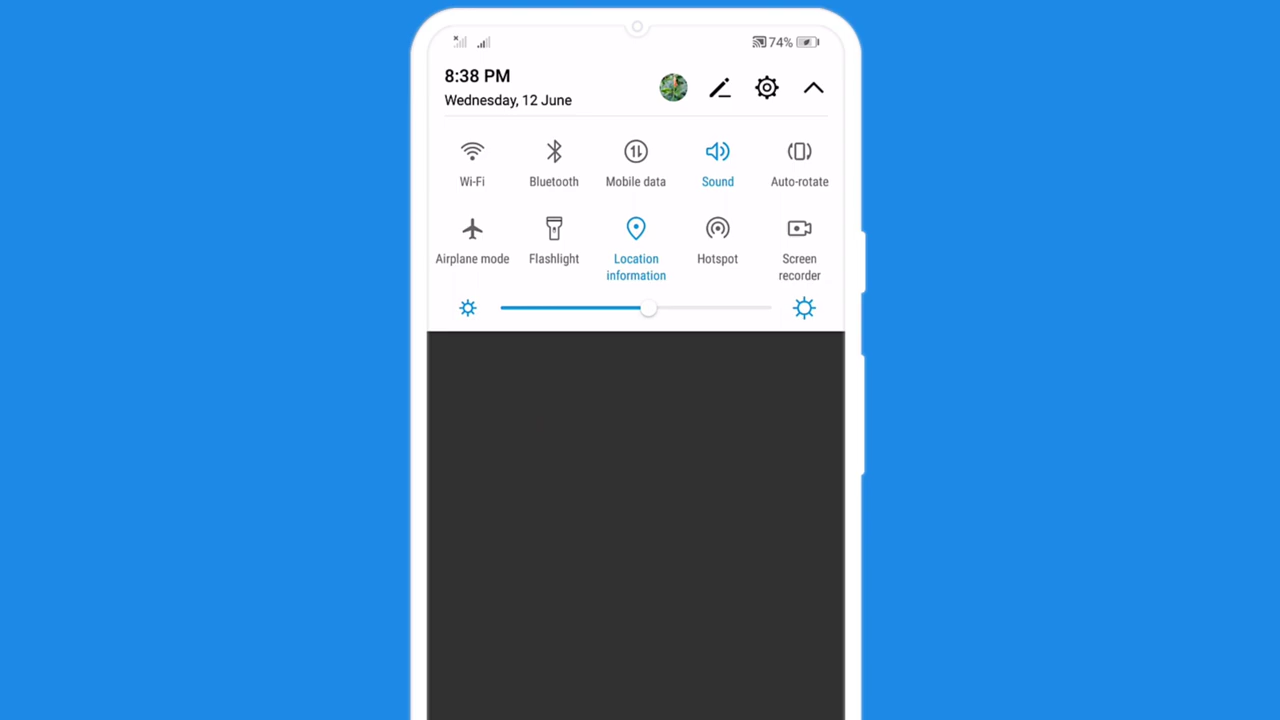 74%
8:38 PM
Wednesday, 12 June
Wi-Fi Bluetooth Mobile data Sound Auto-rotate
Airplane mode Flashlight Location information Hotspot Screen recorder